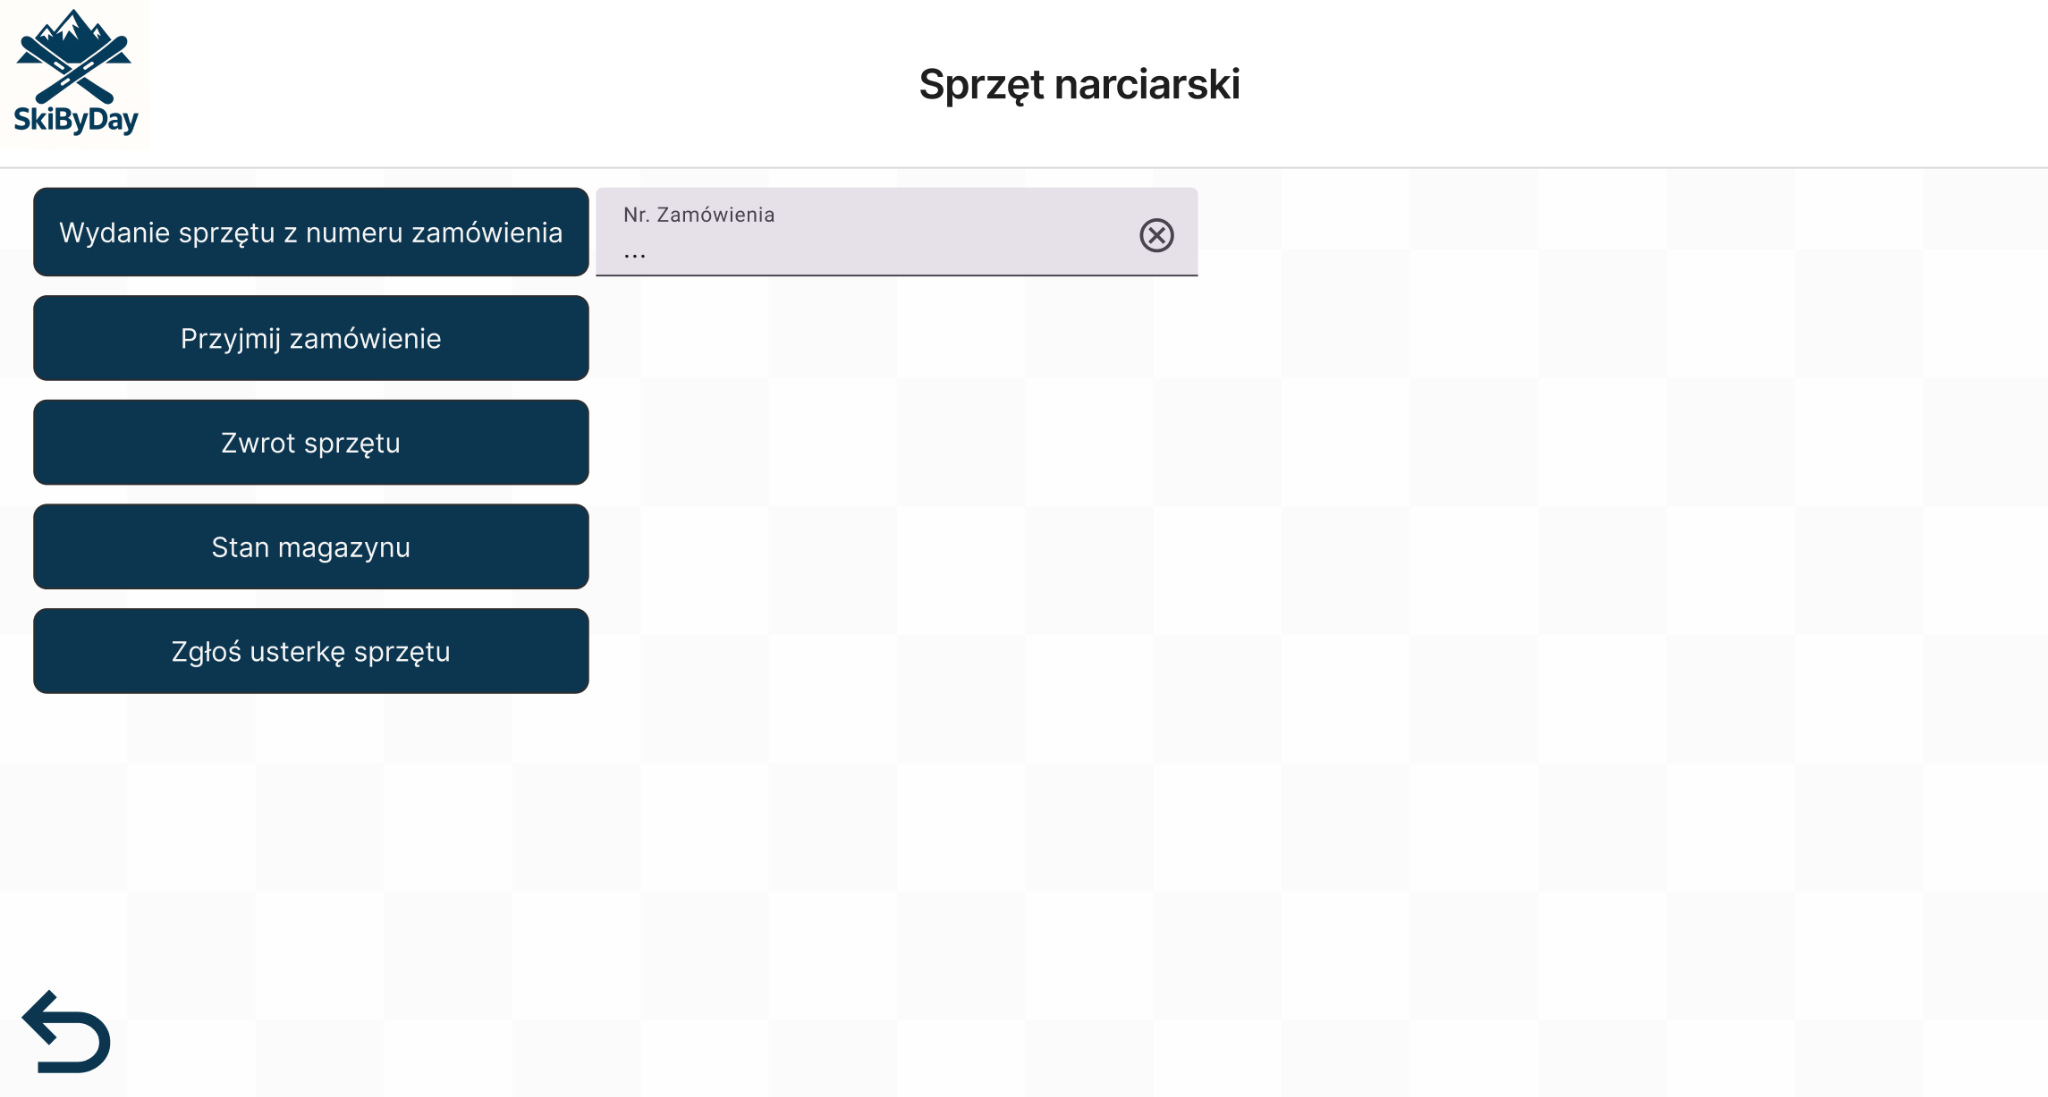 SkiByDay
Sprzęt narciarski
Wydanie sprzętu z numeru zamówienia
Nr. Zamówienia
...
Przyjmij zamówienie
Zwrot sprzętu
Stan magazynu
Zgłoś usterkę sprzętu